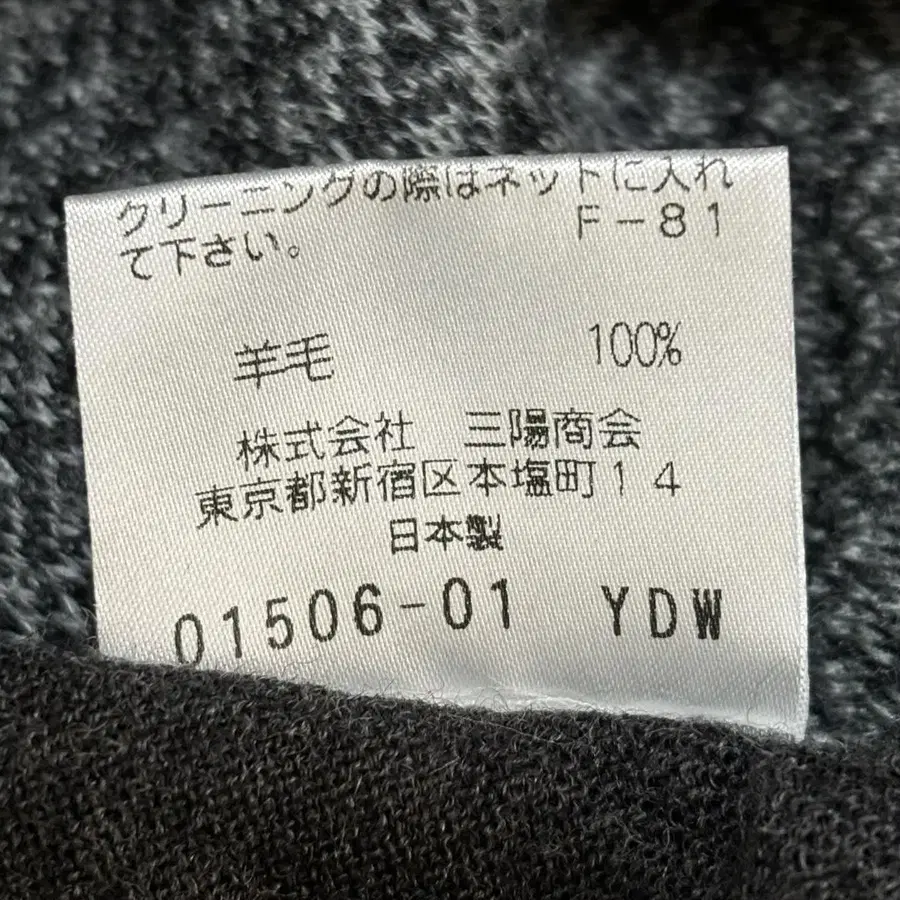 クリーニングの際はネットに入れ
て下さい。 F－81
羊毛 100%
株式会社 三陽商会
東京都新宿区本塩町14
日本製
01506-01 YDW